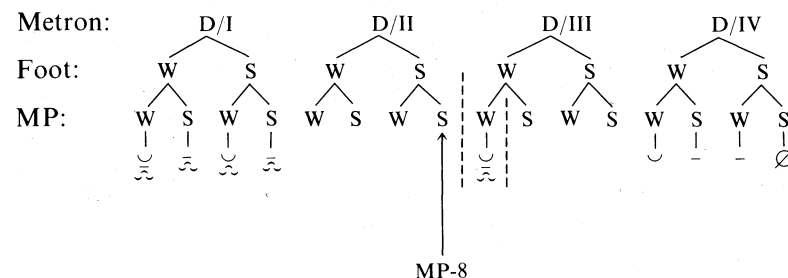 Metron: D/I D/II D/III D/IV
Foot: W S W S W S W S
MP: W S W S W S W S W S W S W S W S
⏑ – ⏑ – ⏑ ⏑ – – ∅
MP-8